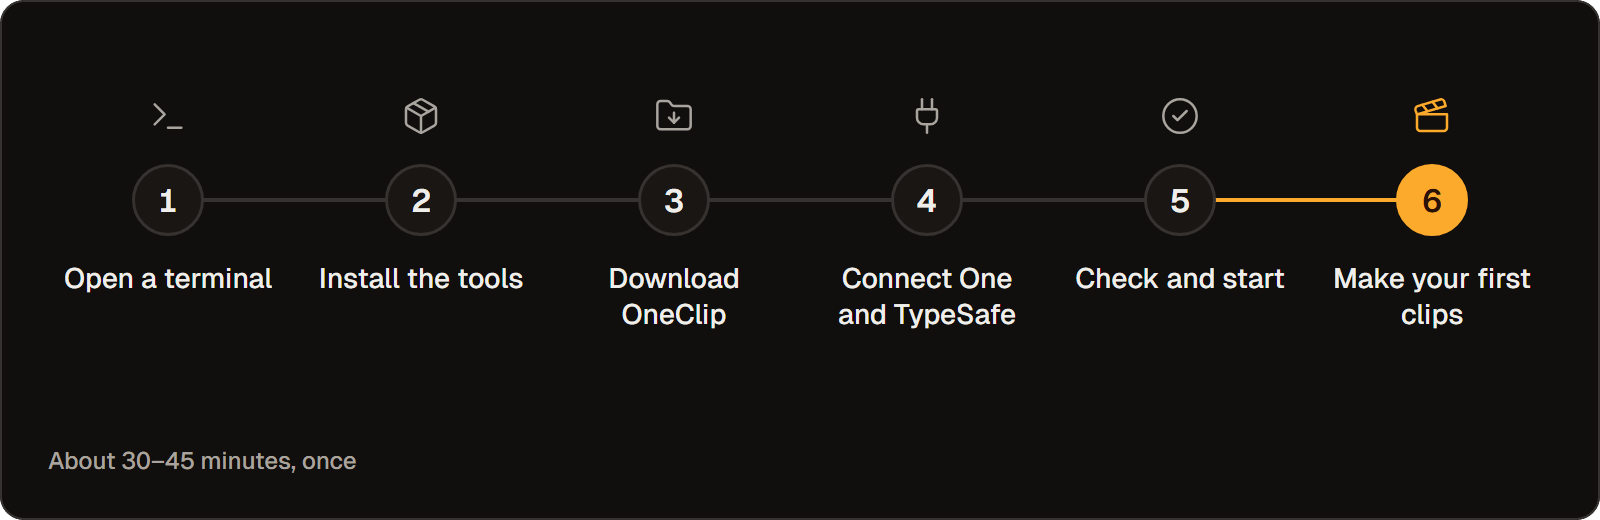 1
2
3
4
5
6
Open a terminal
Install the tools
Download
OneClip
Connect One
and TypeSafe
Check and start
Make your first
clips
About 30–45 minutes, once